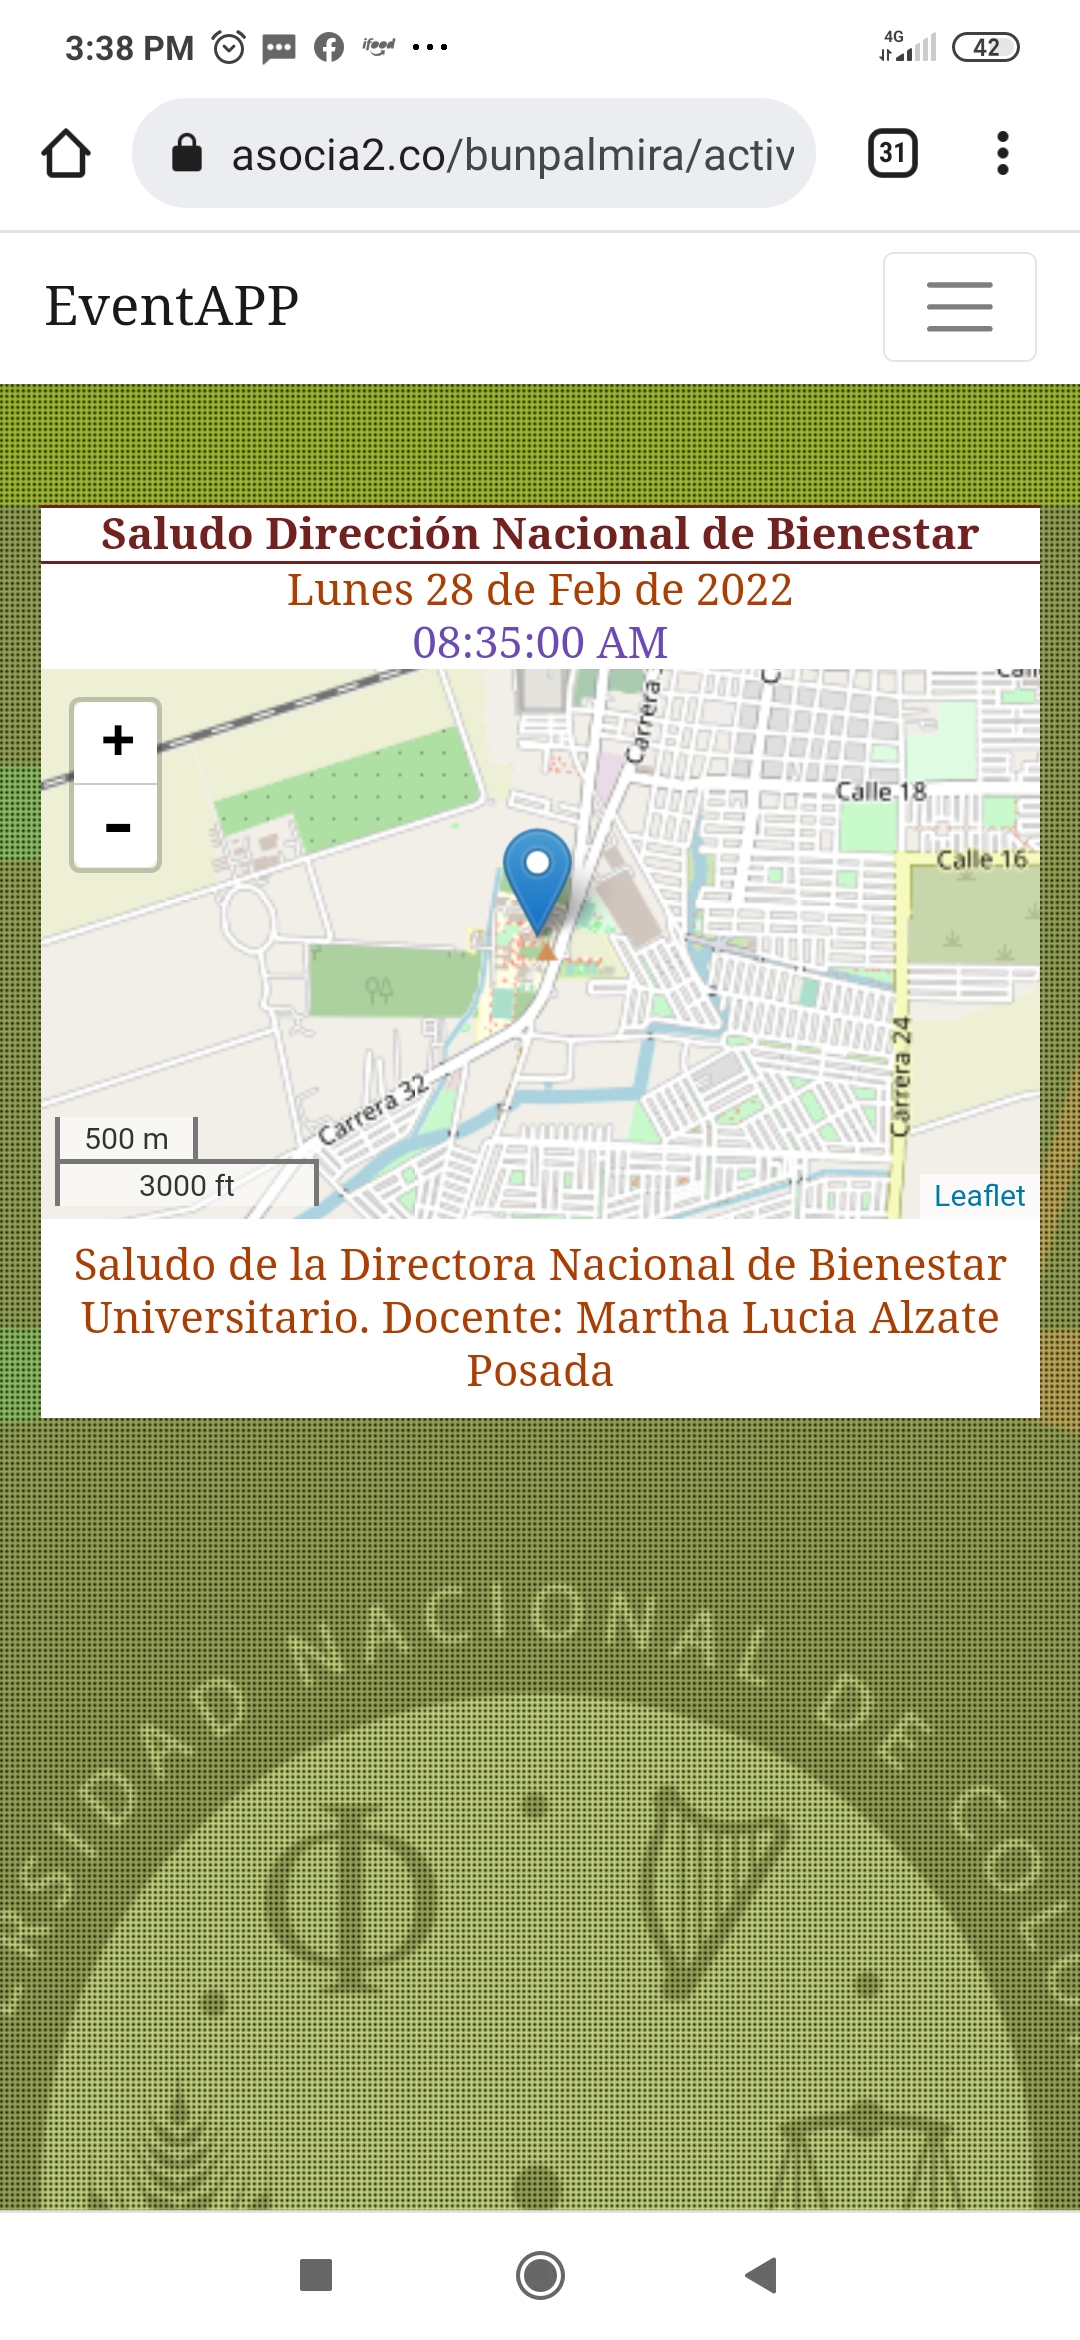 3:38 PM
ifood
4G
42
asocia2.co/bunpalmira/activ
31
EventAPP
Saludo Dirección Nacional de Bienestar
Lunes 28 de Feb de 2022
08:35:00 AM
+
-
Carrera
Calle 18
Calle 16
Carrera 24
Carrera 32
500 m
3000 ft
Leaflet
Saludo de la Directora Nacional de Bienestar
Universitario. Docente: Martha Lucia Alzate
Posada
ERSIDAD NACIONAL DE COLO